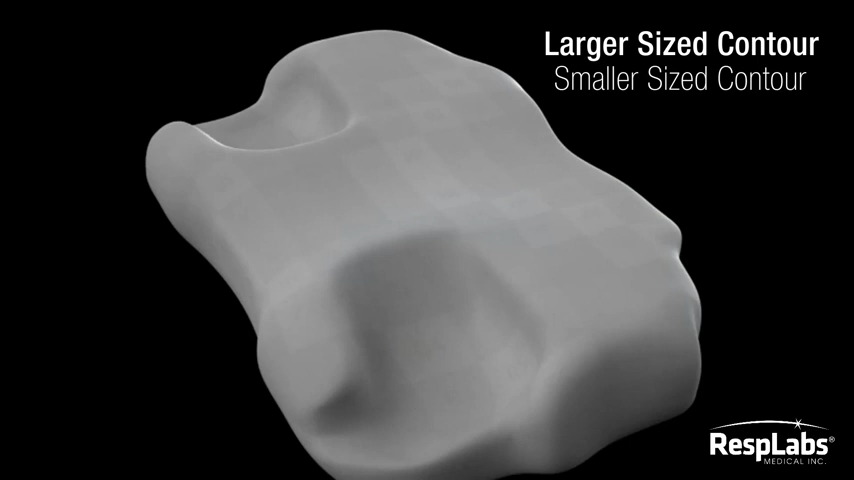 Larger Sized Contour
Smaller Sized Contour
RespLabs®
MEDICAL INC.